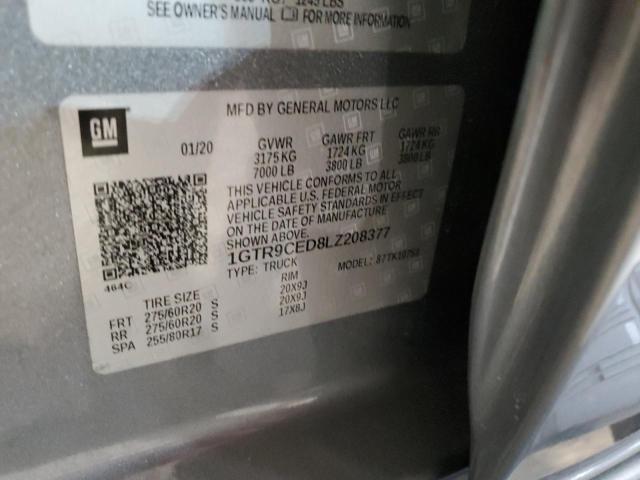 1243 LBS
SEE OWNER'S MANUAL FOR MORE INFORMATION
GM
MFD BY GENERAL MOTORS LLC
01/20 GVWR GAWR FRT GAWR RR
3175 KG 1724 KG 1724 KG
7000 LB 3800 LB 3800 LB
THIS VEHICLE CONFORMS TO ALL
APPLICABLE U.S. FEDERAL MOTOR
VEHICLE SAFETY STANDARDS IN EFFECT
ON THE DATE OF MANUFACTURE
SHOWN ABOVE.
1GTR9CED8LZ208377
TYPE: TRUCK MODEL:
464C
TIRE SIZE RIM
FRT 275/60R20 S 20X9J
RR 275/60R20 S 20X9J
SPA 255/80R17 S 17X8J